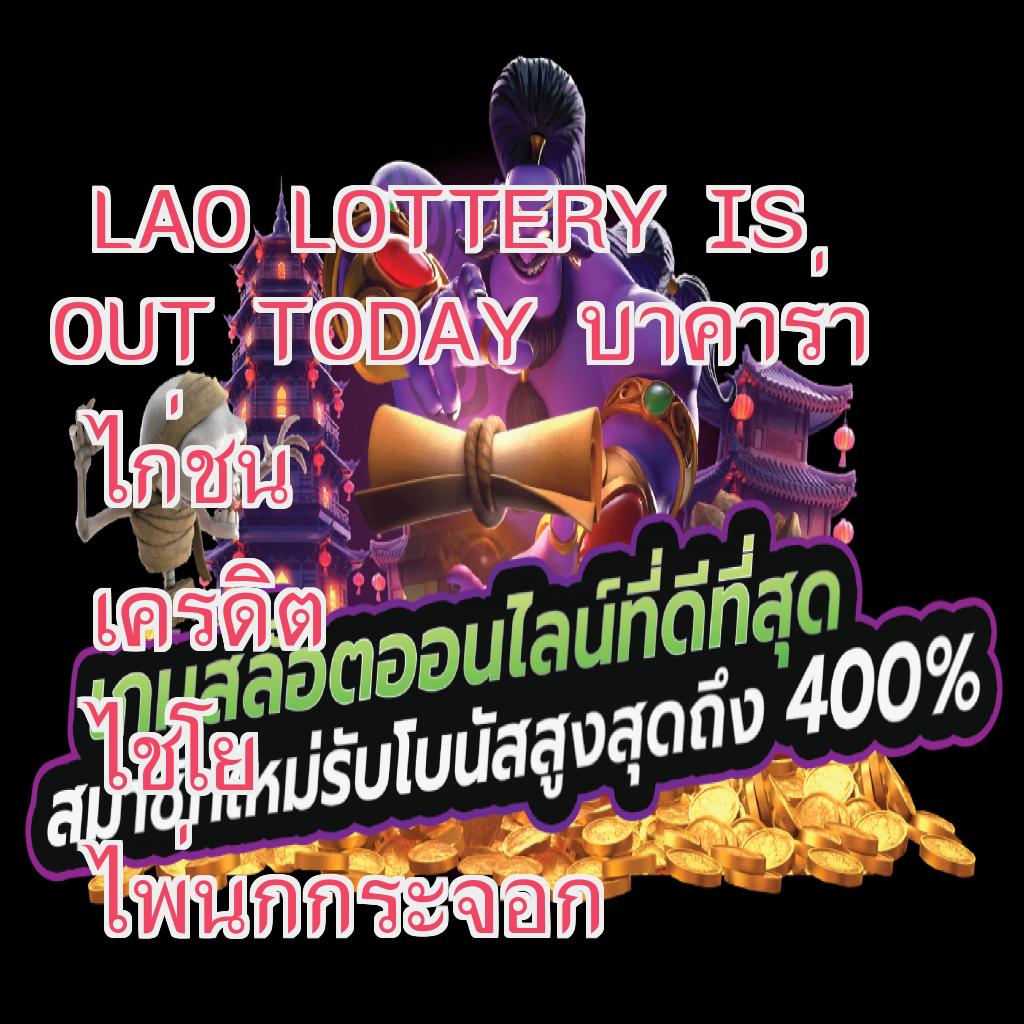 LAO LOTTERY IS
OUT TODAY บาคาร่า
ไก่ชน
เครดิต
เกมสล็อตออนไลน์ที่ดีที่สุด
ไชโย
สมาชิกใหม่รับโบนัสสูงสุดถึง 400%
ไพ่นกกระจอก